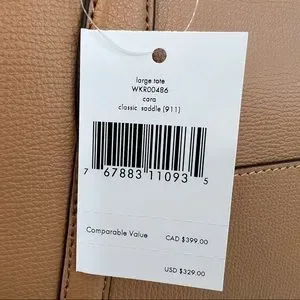 large tote
WKR00486
cara
classic saddle (911)
7 67883 11093 5
Comparable Value CAD $399.00
USD $329.00